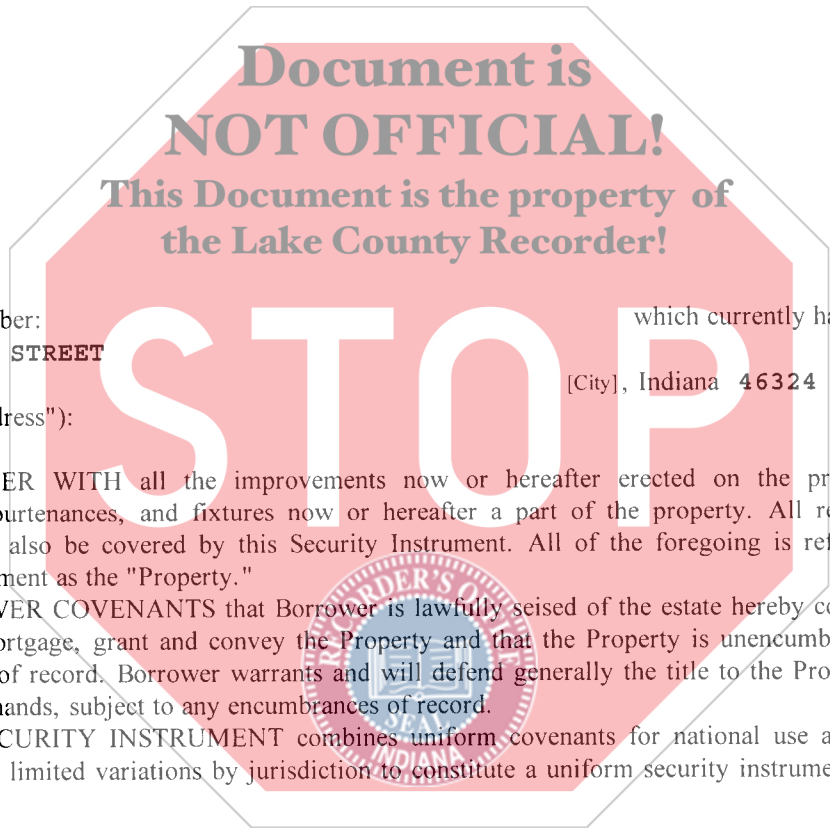 Document is
NOT OFFICIAL!
This Document is the property of
the Lake County Recorder!
STOP
ber: which currently ha
STREET
[City], Indiana 46324
dress"):
ER WITH all the improvements now or hereafter erected on the pr
purtenances, and fixtures now or hereafter a part of the property. All re
also be covered by this Security Instrument. All of the foregoing is ref
ment as the "Property."
VER COVENANTS that Borrower is lawfully seised of the estate hereby co
ortgage, grant and convey the Property and that the Property is unencumb
of record. Borrower warrants and will defend generally the title to the Pro
nands, subject to any encumbrances of record.
CURITY INSTRUMENT combines uniform covenants for national use a
limited variations by jurisdiction to constitute a uniform security instrume
RECORDER'S OFFICE
SEAL
INDIANA